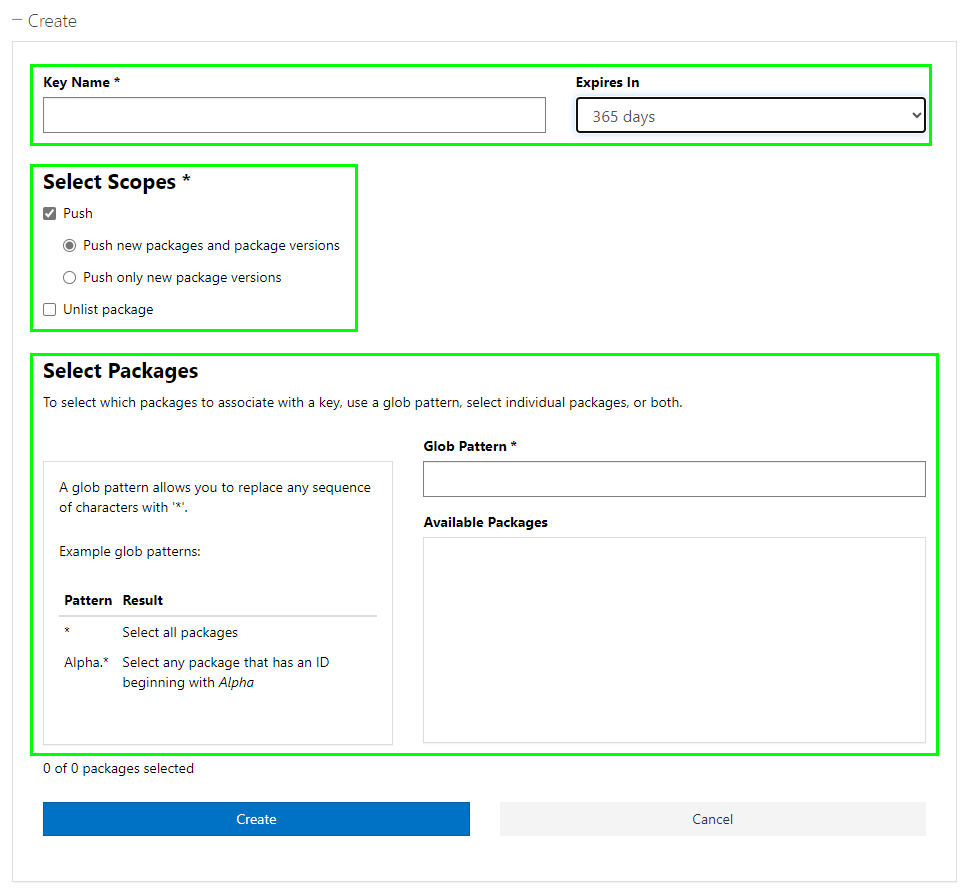 Create
Key Name *
Expires In
365 days
Select Scopes *
Push
Push new packages and package versions
Push only new package versions
Unlist package
Select Packages
To select which packages to associate with a key, use a glob pattern, select individual packages, or both.
A glob pattern allows you to replace any sequence
of characters with '*'.
Example glob patterns:
Pattern Result
* Select all packages
Alpha.* Select any package that has an ID
beginning with Alpha
Glob Pattern *
Available Packages
0 of 0 packages selected
Create
Cancel